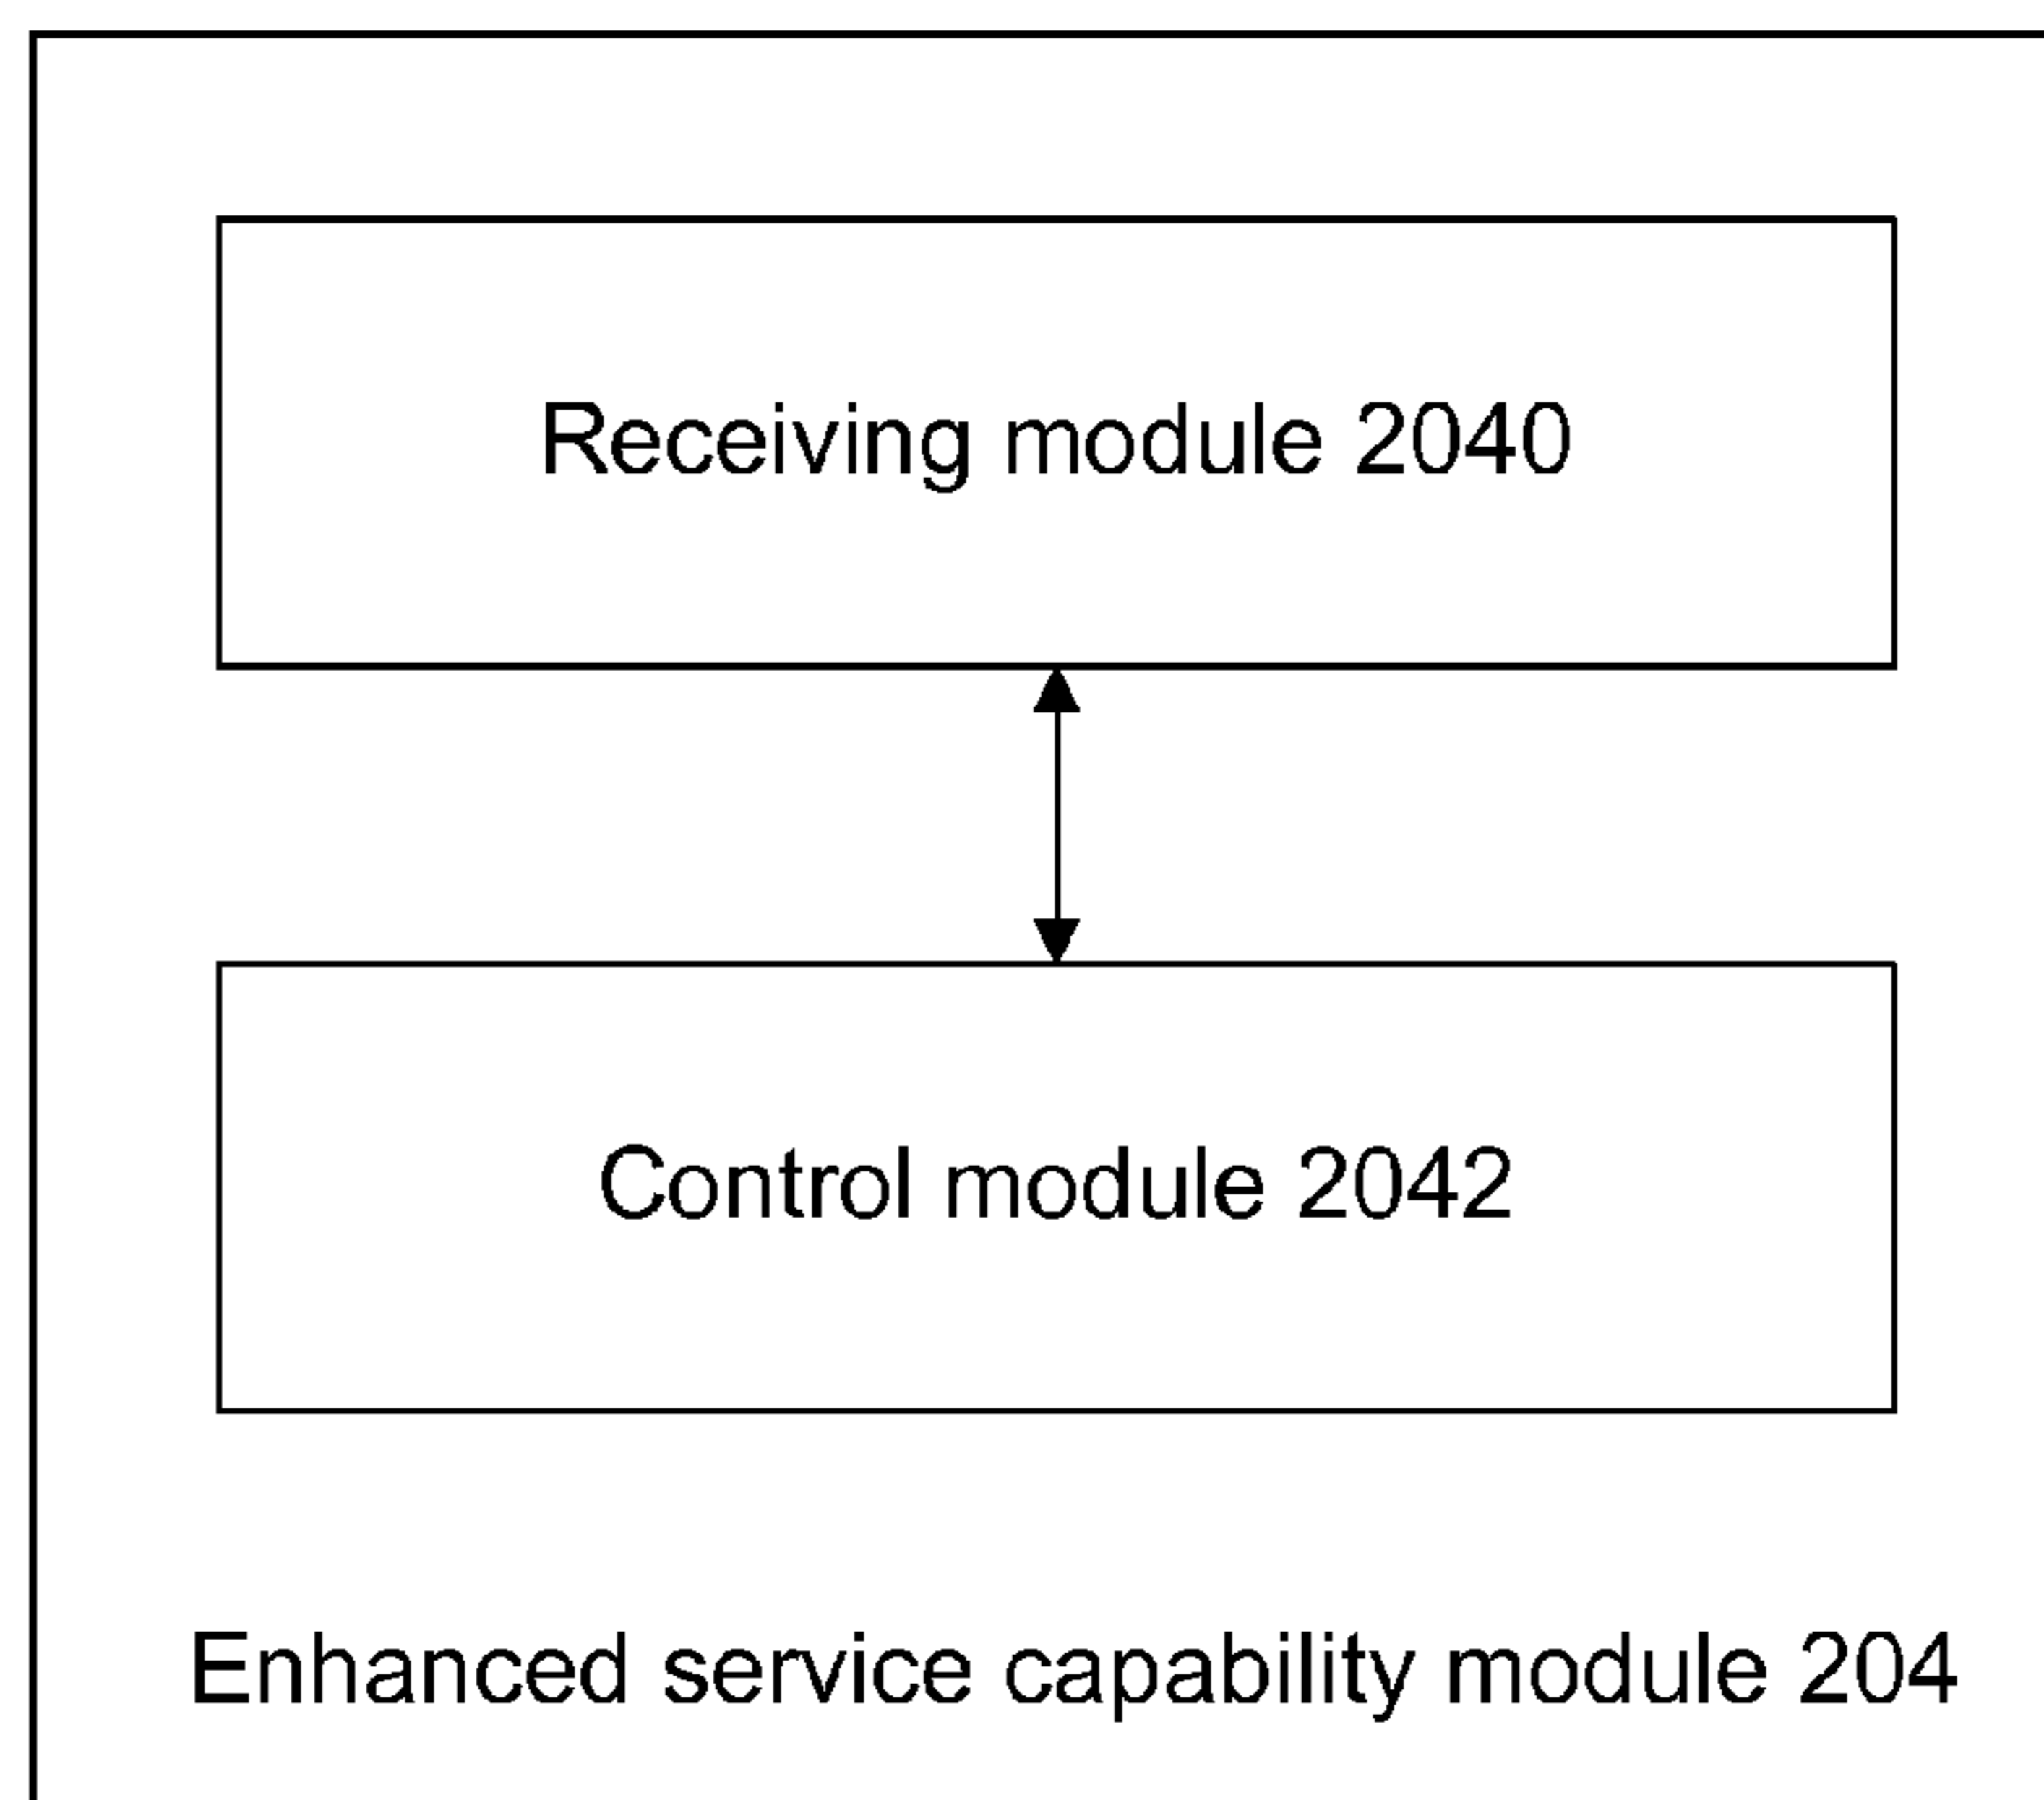 Receiving module 2040
Control module 2042
Enhanced service capability module 204